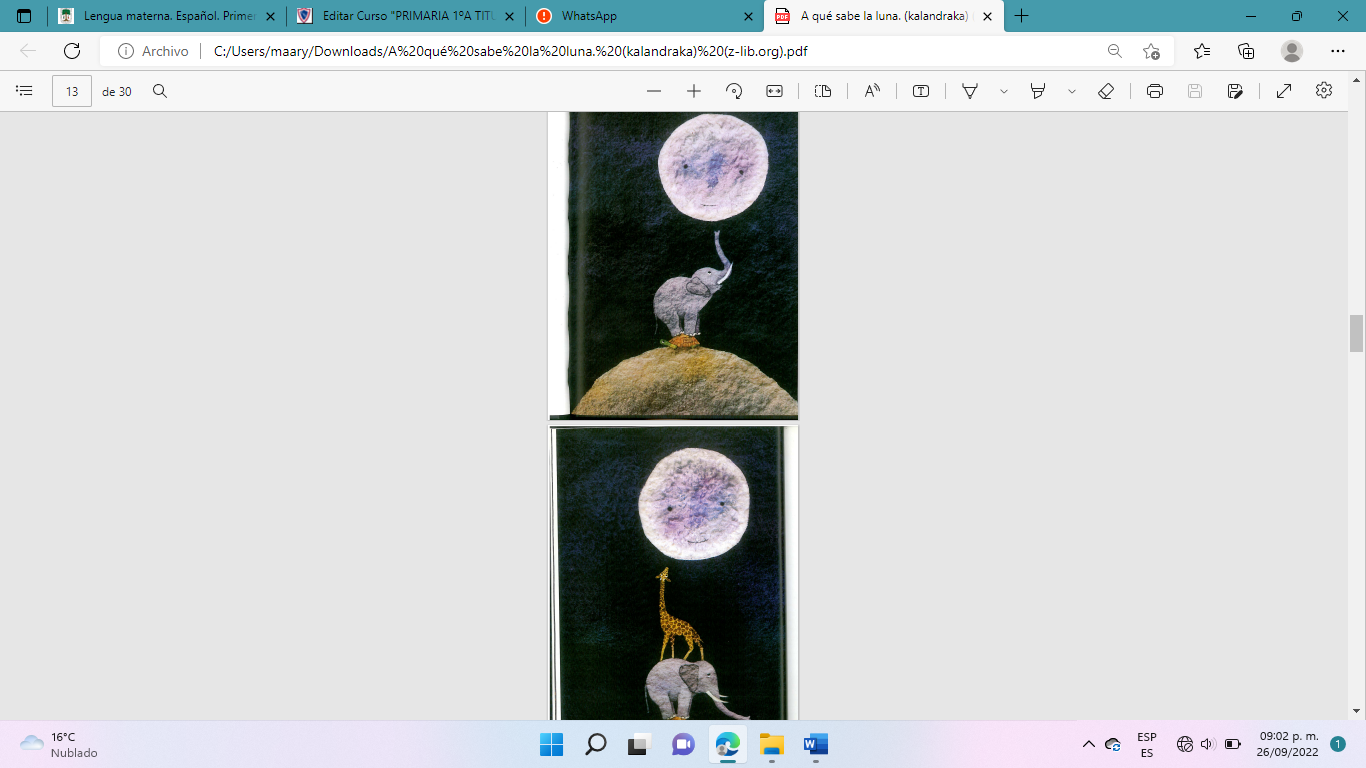 Lengua materna. Español. Primer
Editar Curso "PRIMARIA 1ºA TITU
WhatsApp
A qué sabe la luna. (kalandraka)
Archivo
C:/Users/maary/Downloads/A%20qué%20sabe%20la%20luna.%20(kalandraka)%20(z-lib.org).pdf
13 de 30
16°C
Nublado
ESP
ES
09:02 p. m.
26/09/2022
1